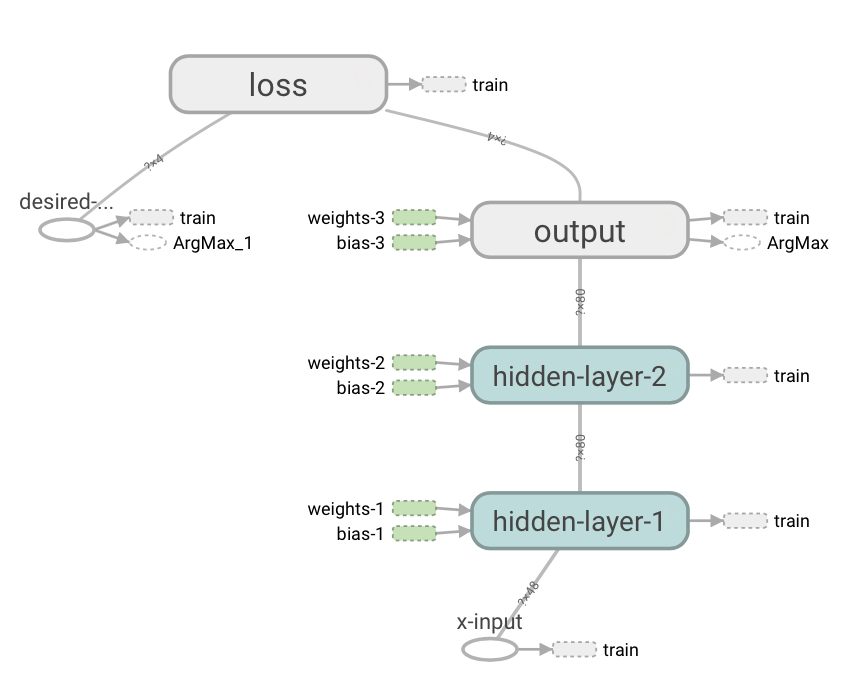 loss
train
?×4
?×4
desired-...
train
ArgMax_1
weights-3
bias-3
output
train
ArgMax
?×80
weights-2
bias-2
hidden-layer-2
train
?×80
weights-1
bias-1
hidden-layer-1
train
?×48
x-input
train